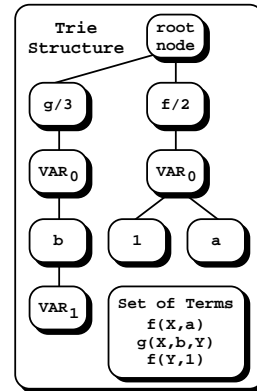 Trie
Structure
root
node
g/3
f/2
VAR0
VAR0
b
1
a
VAR1
Set of Terms
f(X,a)
g(X,b,Y)
f(Y,1)